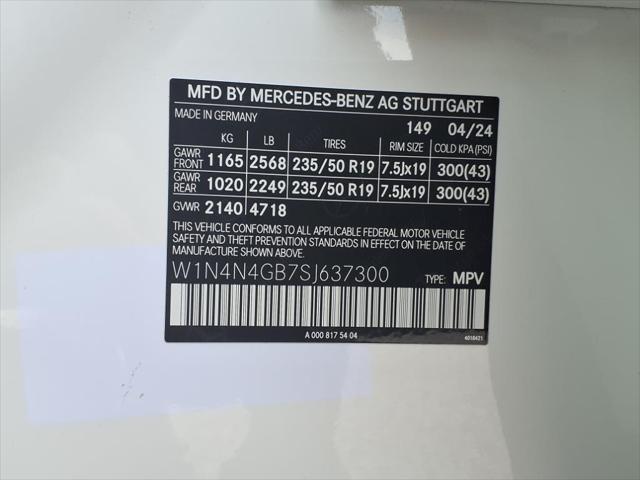 MFD BY MERCEDES-BENZ AG STUTTGART
MADE IN GERMANY
149 04/24
KG LB TIRES RIM SIZE COLD KPA(PSI)
GAWR FRONT 1165 2568 235/50 R19 7.5Jx19 300(43)
GAWR REAR 1020 2249 235/50 R19 7.5Jx19 300(43)
GVWR 2140 4718
THIS VEHICLE CONFORMS TO ALL APPLICABLE FEDERAL MOTOR VEHICLE
SAFETY AND THEFT PREVENTION STANDARDS IN EFFECT ON THE DATE OF
MANUFACTURE SHOWN ABOVE.
W1N4N4GB7SJ637300 TYPE: MPV
A 000 817 54 04
4018421